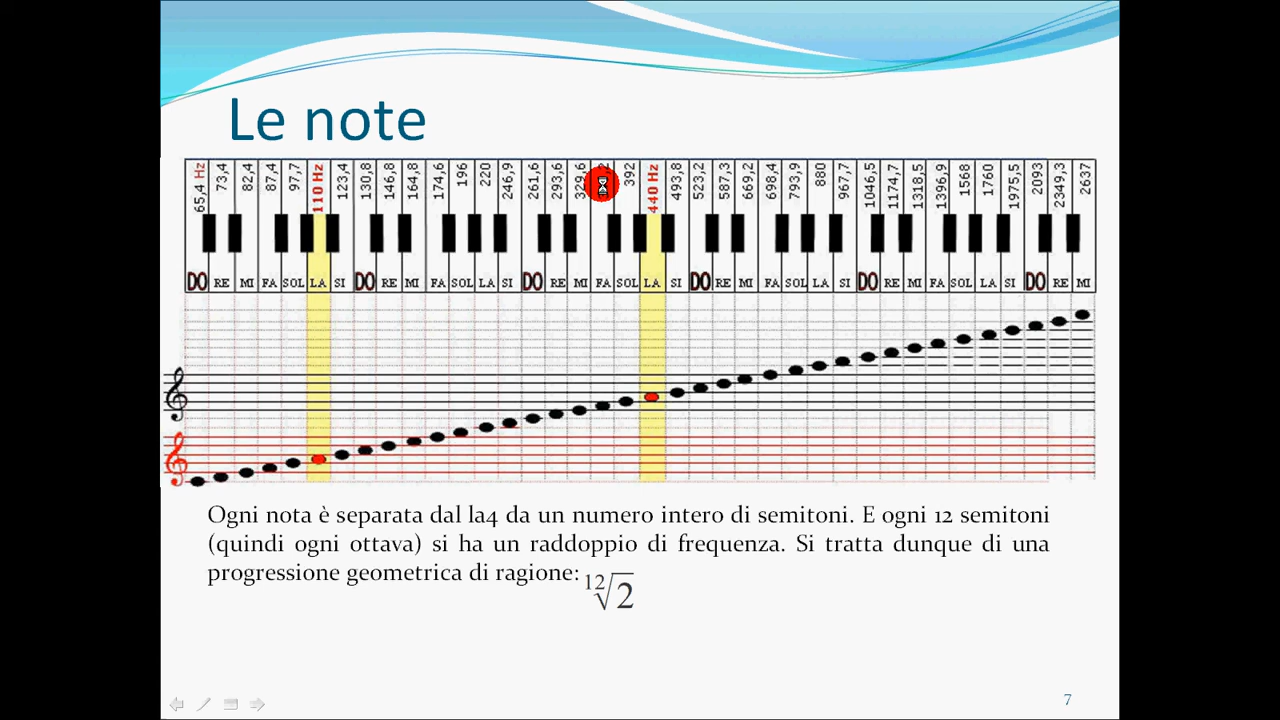 Le note
65,4 Hz 73,4 82,4 87,4 97,7 110 Hz 123,4 130,8 146,8 164,8 174,6 196 220 246,9 261,6 293,6 329,6 392 440 Hz 493,8 523,2 587,3 669,2 698,4 793,9 880 967,7 1046,5 1174,7 1318,5 1396,9 1568 1760 1975,5 2093 2349,3 2637
DO RE MI FA SOL LA SI DO RE MI FA SOL LA SI DO RE MI FA SOL LA SI DO RE MI FA SOL LA SI DO RE MI FA SOL LA SI DO RE MI
Ogni nota è separata dal la4 da un numero intero di semitoni. E ogni 12 semitoni
(quindi ogni ottava) si ha un raddoppio di frequenza. Si tratta dunque di una
progressione geometrica di ragione: 12√2
7